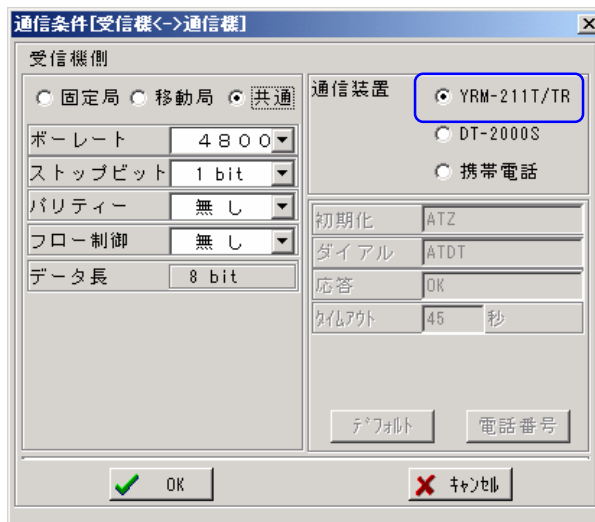 通信条件[受信機<->通信機]
受信機側
固定局 移動局 共通
ボーレート 4800
ストップビット 1 bit
パリティー 無し
フロー制御 無し
データ長 8 bit
通信装置 YRM-211T/TR
DT-2000S
携帯電話
初期化 ATZ
ダイアル ATDT
応答 OK
ﾀｲﾑｱｳﾄ 45 秒
ﾃﾞﾌｫﾙﾄ 電話番号
OK ｷｬﾝｾﾙ